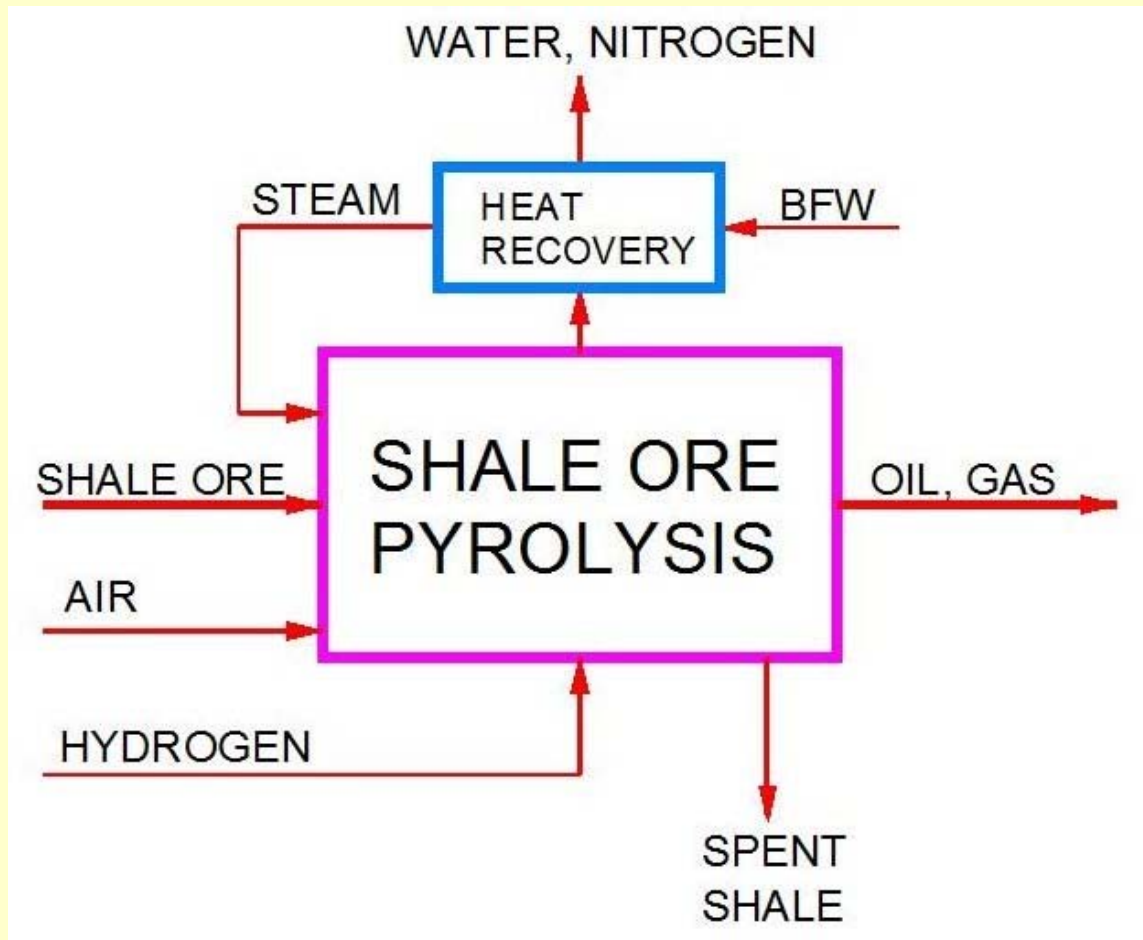 WATER, NITROGEN
STEAM
HEAT
RECOVERY
BFW
SHALE ORE
SHALE ORE
PYROLYSIS
OIL, GAS
AIR
HYDROGEN
SPENT
SHALE